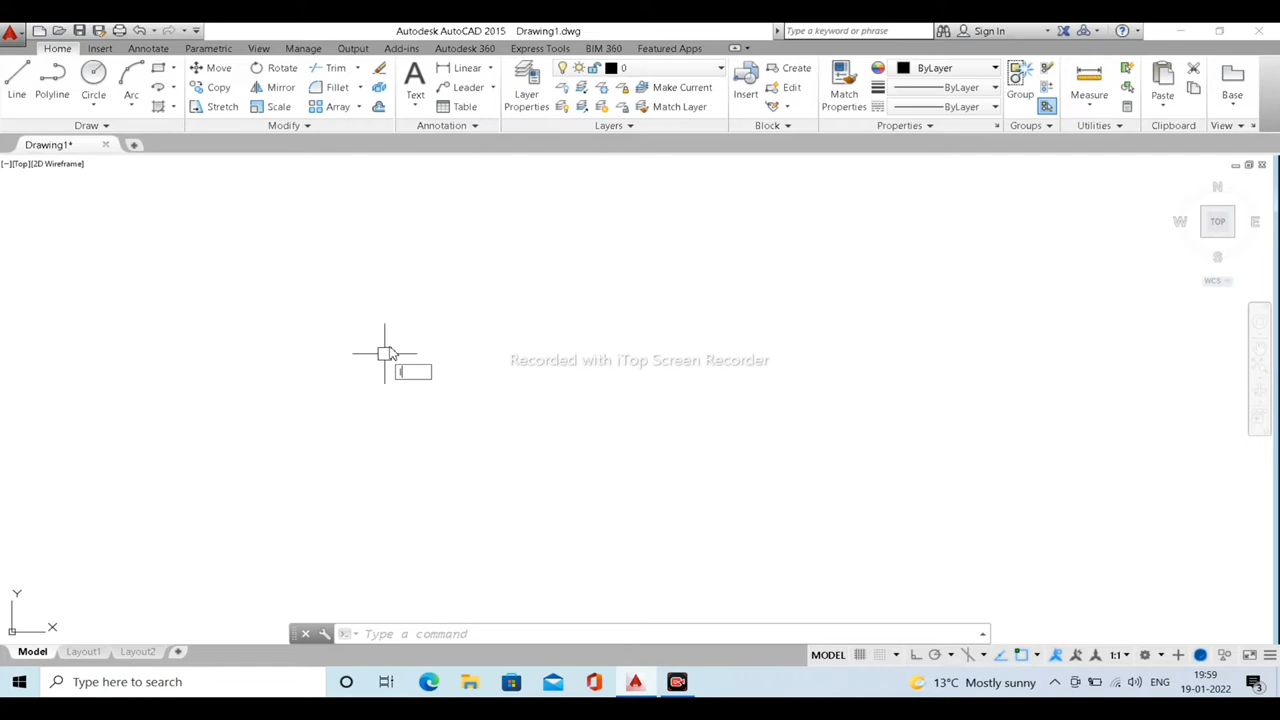 Autodesk AutoCAD 2015 Drawing1.dwg
Type a keyword or phrase
Sign In
Home Insert Annotate Parametric View Manage Output Add-ins Autodesk 360 Express Tools BIM 360 Featured Apps
Line
Polyline
Circle
Arc
Draw
Move Rotate Trim
Copy Mirror Fillet
Stretch Scale Array
Modify
Text
Linear
Leader
Table
Annotation
Layer
Properties
0
Make Current
Match Layer
Layers
Insert
Create
Edit
Block
Match
Properties
ByLayer
ByLayer
ByLayer
Properties
Group
Groups
Measure
Utilities
Paste
Clipboard
Base
View
Drawing1*
[−][Top][2D Wireframe]
N
W TOP E
S
WCS
l
Recorded with iTop Screen Recorder
Y
X
Type a command
Model Layout1 Layout2
MODEL 1:1
Type here to search
13°C Mostly sunny
ENG
19:59
19-01-2022
3